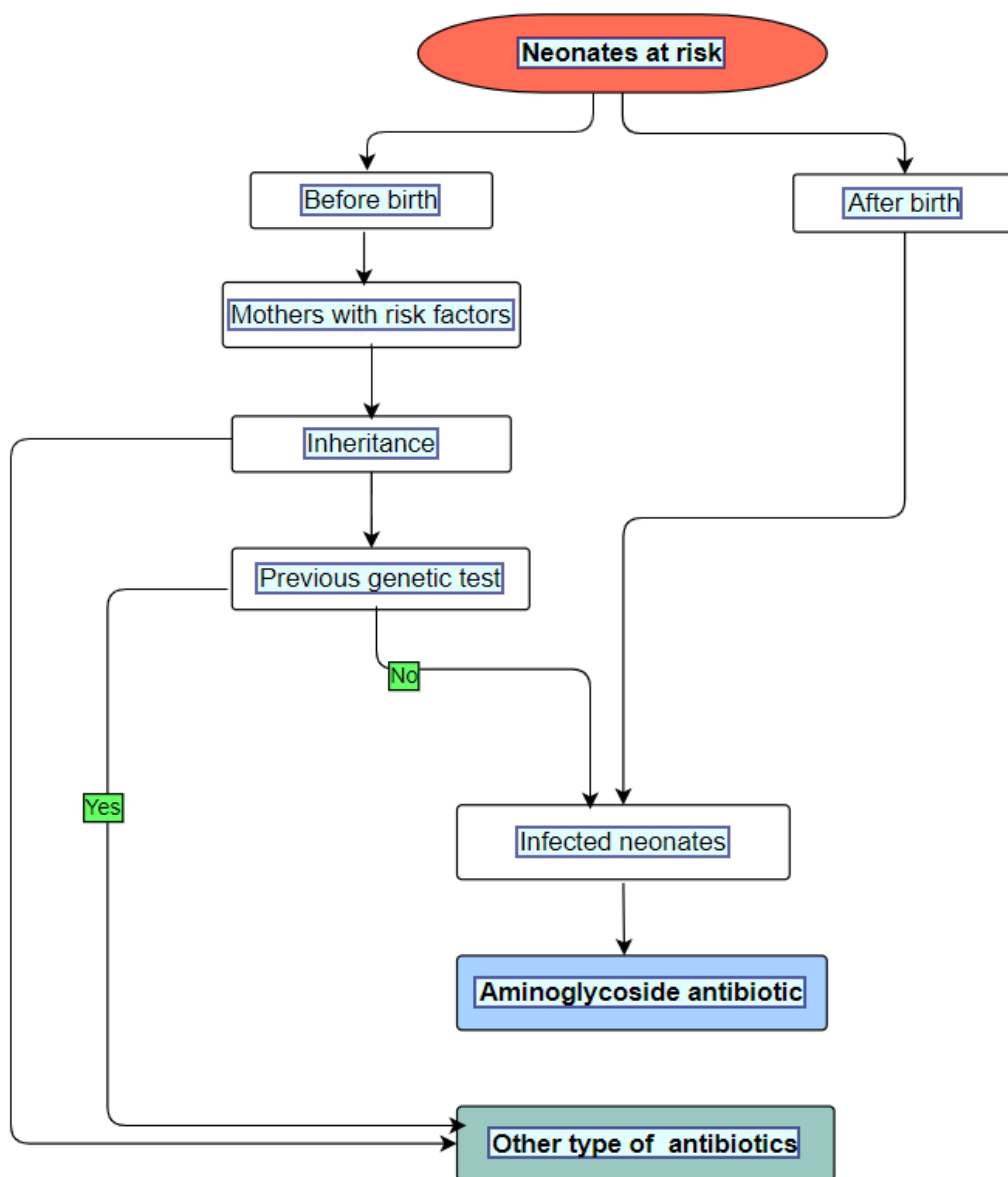 Neonates at risk
Before birth
After birth
Mothers with risk factors
Inheritance
Previous genetic test
No
Yes
Infected neonates
Aminoglycoside antibiotic
Other type of  antibiotics